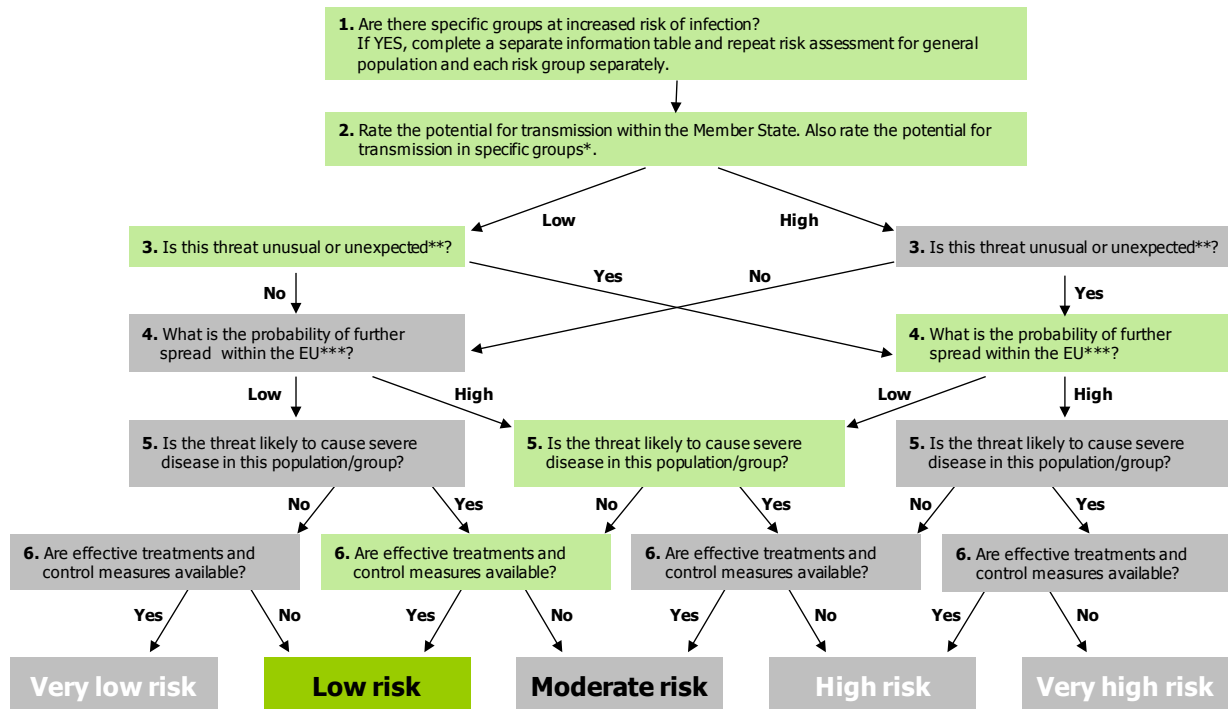 1. Are there specific groups at increased risk of infection?
If YES, complete a separate information table and repeat risk assessment for general
population and each risk group separately.
2. Rate the potential for transmission within the Member State. Also rate the potential for
transmission in specific groups*.
Low
High
3. Is this threat unusual or unexpected**?
3. Is this threat unusual or unexpected**?
No
Yes
No
Yes
4. What is the probability of further
spread within the EU***?
4. What is the probability of further
spread within the EU***?
Low
High
Low
High
5. Is the threat likely to cause severe
disease in this population/group?
5. Is the threat likely to cause severe
disease in this population/group?
5. Is the threat likely to cause severe
disease in this population/group?
No
Yes
No
Yes
No
Yes
6. Are effective treatments and
control measures available?
6. Are effective treatments and
control measures available?
6. Are effective treatments and
control measures available?
6. Are effective treatments and
control measures available?
Yes
No
Yes
No
Yes
No
Yes
No
Very low risk
Low risk
Moderate risk
High risk
Very high risk